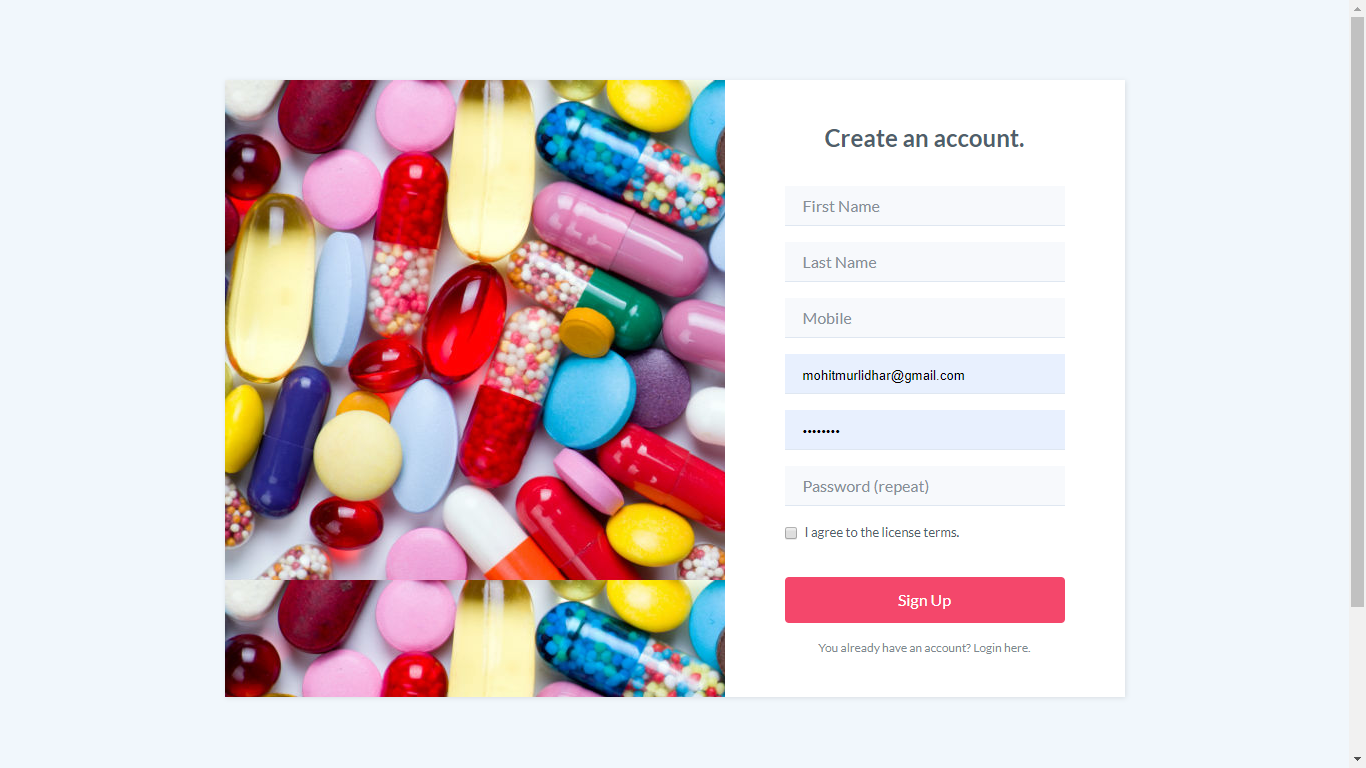 Create an account.
First Name
Last Name
Mobile
mohitmurlidhar@gmail.com
••••••••
Password (repeat)
I agree to the license terms.
Sign Up
You already have an account? Login here.